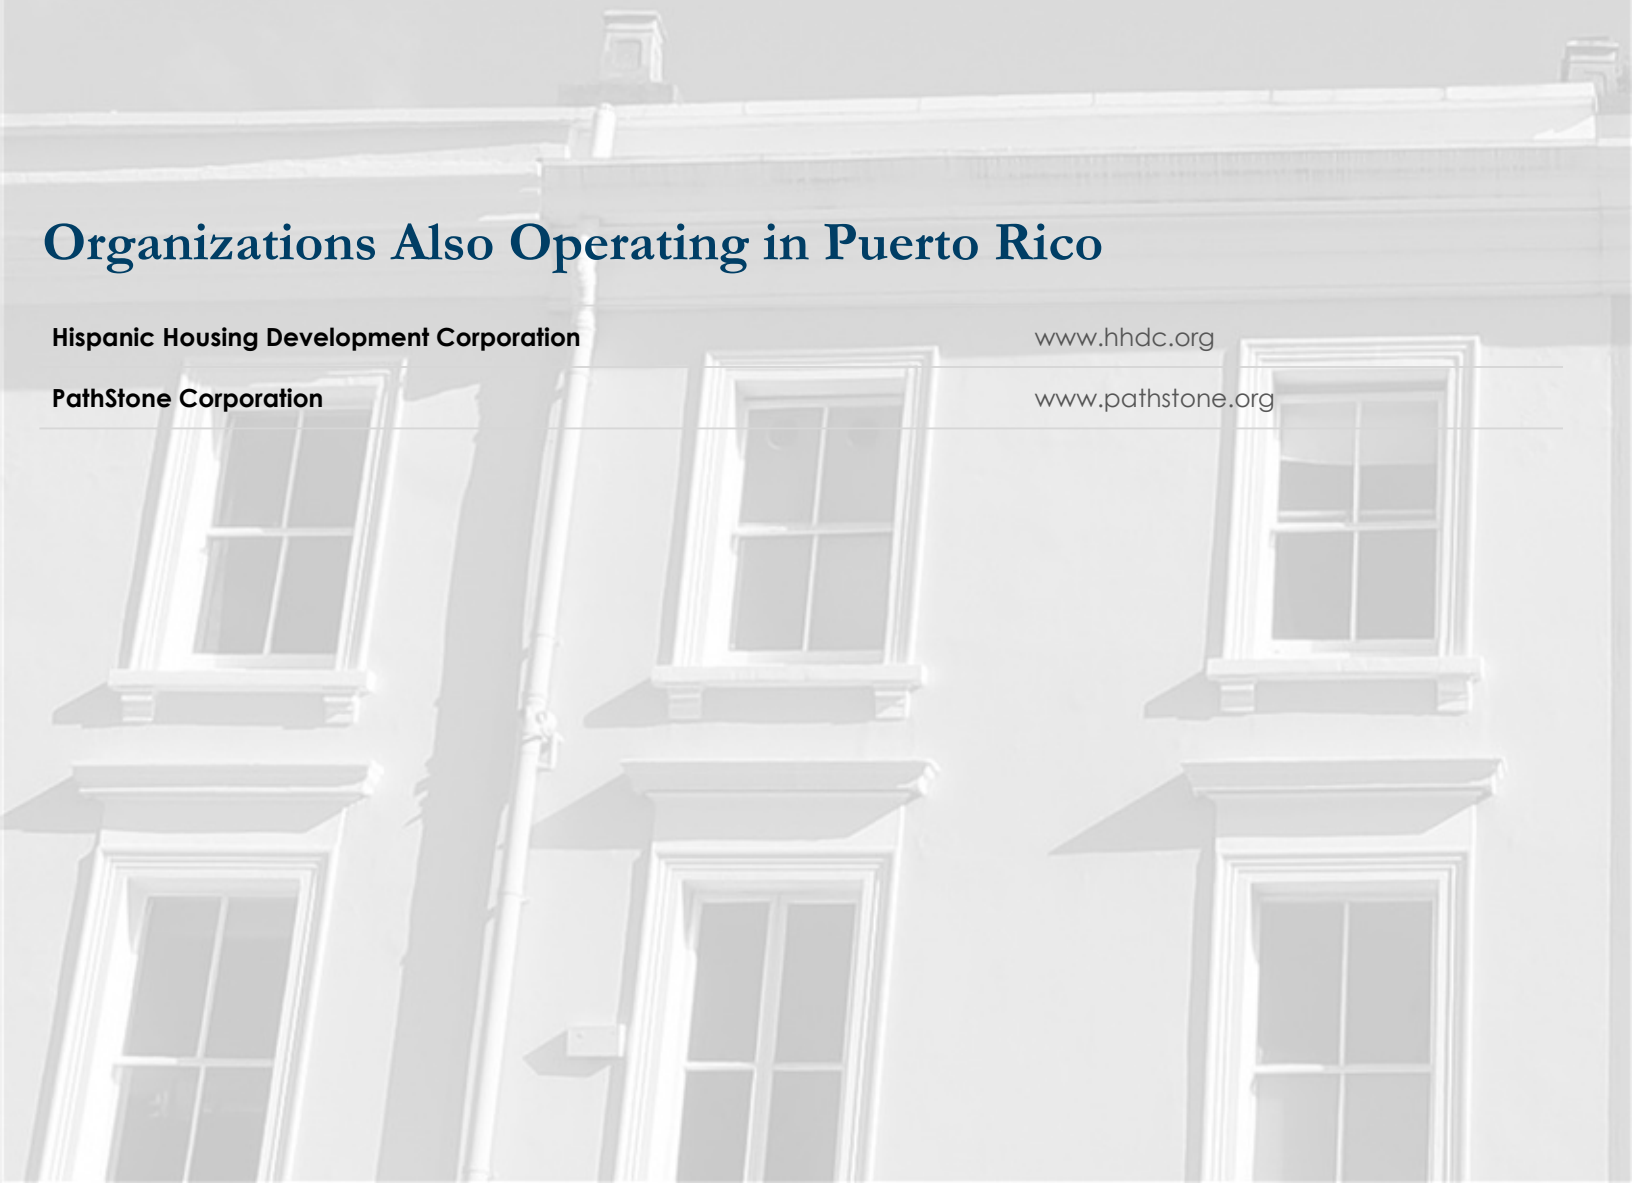 Organizations Also Operating in Puerto Rico
Hispanic Housing Development Corporation www.hhdc.org
PathStone Corporation www.pathstone.org